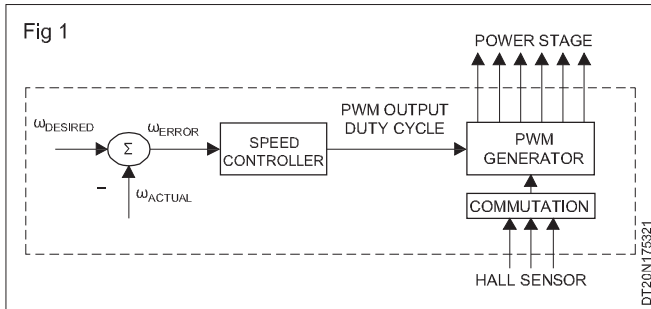 Fig 1
POWER STAGE
ωDESIRED
Σ
ωERROR
SPEED
CONTROLLER
PWM OUTPUT
DUTY CYCLE
PWM
GENERATOR
–
ωACTUAL
COMMUTATION
HALL SENSOR
DT20N175321